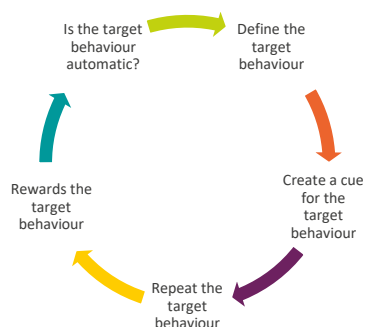 Is the target
behaviour
automatic?
Define the
target
behaviour
Create a cue
for the
target
behaviour
Repeat the
target
behaviour
Rewards the
target
behaviour